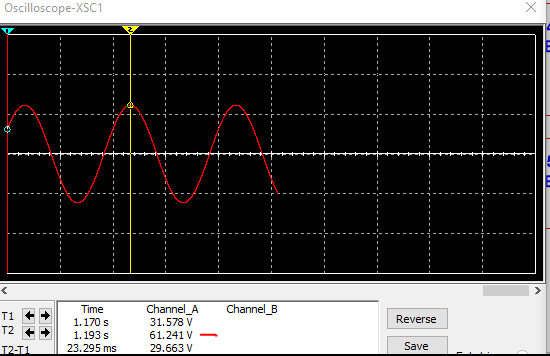 Oscilloscope-XSC1
1
2
Time Channel_A Channel_B
T1 1.170 s 31.578 V
T2 1.193 s 61.241 V
T2-T1 23.295 ms 29.663 V
Reverse
Save